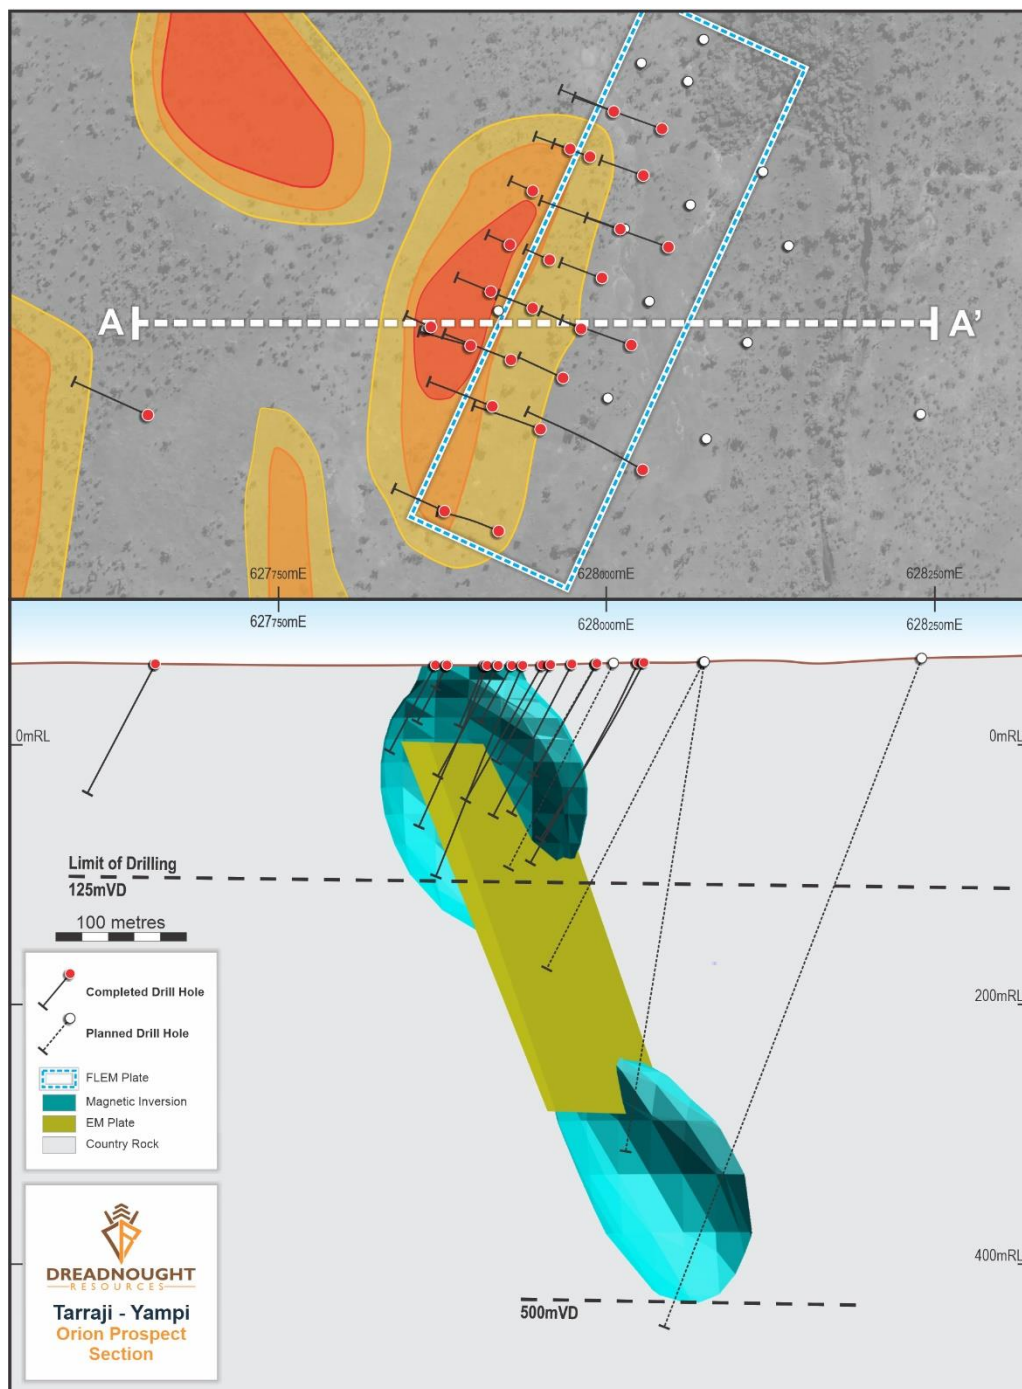 A
A'
627750mE
628000mE
628250mE
627750mE
628000mE
628250mE
0mRL
0mRL
Limit of Drilling
125mVD
100 metres
Completed Drill Hole
Planned Drill Hole
FLEM Plate
Magnetic Inversion
EM Plate
Country Rock
200mRL
400mRL
500mVD
DREADNOUGHT
RESOURCES
Tarraji - Yampi
Orion Prospect
Section